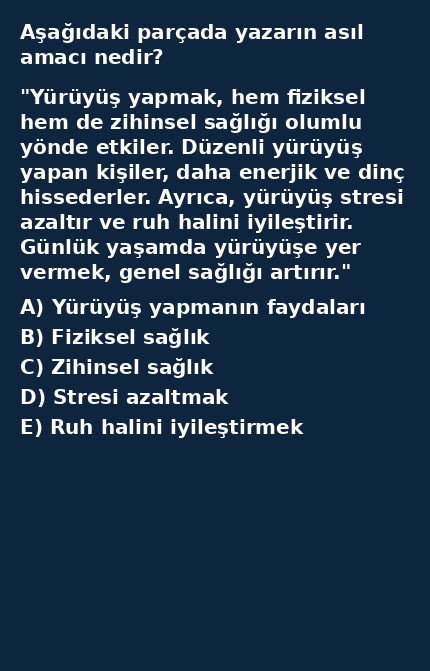 Aşağıdaki parçada yazarın asıl
amacı nedir?
"Yürüyüş yapmak, hem fiziksel
hem de zihinsel sağlığı olumlu
yönde etkiler. Düzenli yürüyüş
yapan kişiler, daha enerjik ve dinç
hissederler. Ayrıca, yürüyüş stresi
azaltır ve ruh halini iyileştirir.
Günlük yaşamda yürüyüşe yer
vermek, genel sağlığı artırır."
A) Yürüyüş yapmanın faydaları
B) Fiziksel sağlık
C) Zihinsel sağlık
D) Stresi azaltmak
E) Ruh halini iyileştirmek